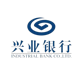 兴业银行
INDUSTRIAL BANK CO.,LTD.